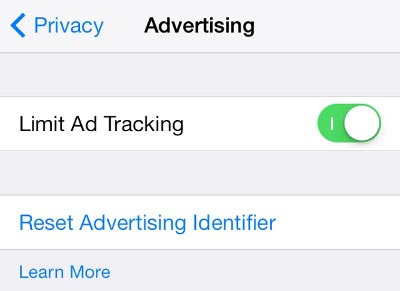 Privacy Advertising
Limit Ad Tracking
Reset Advertising Identifier
Learn More